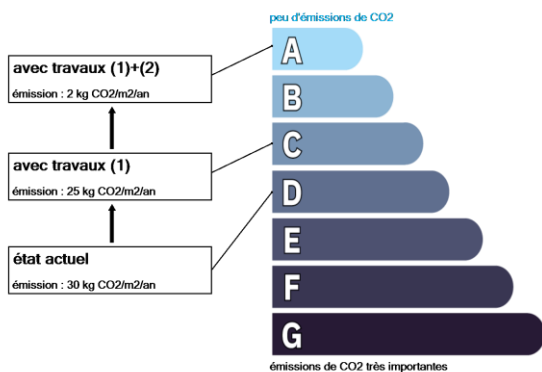 peu d'émissions de CO2
A
avec travaux (1)+(2)
émission : 2 kg CO2/m2/an
B
C
avec travaux (1)
émission : 25 kg CO2/m2/an
D
état actuel
émission : 30 kg CO2/m2/an
E
F
G
émissions de CO2 très importantes